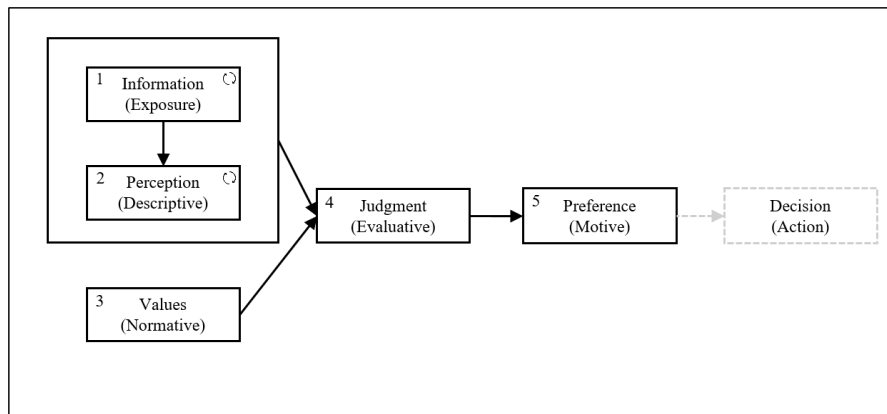 1
Information
(Exposure)
2
Perception
(Descriptive)
3
Values
(Normative)
4
Judgment
(Evaluative)
5
Preference
(Motive)
Decision
(Action)